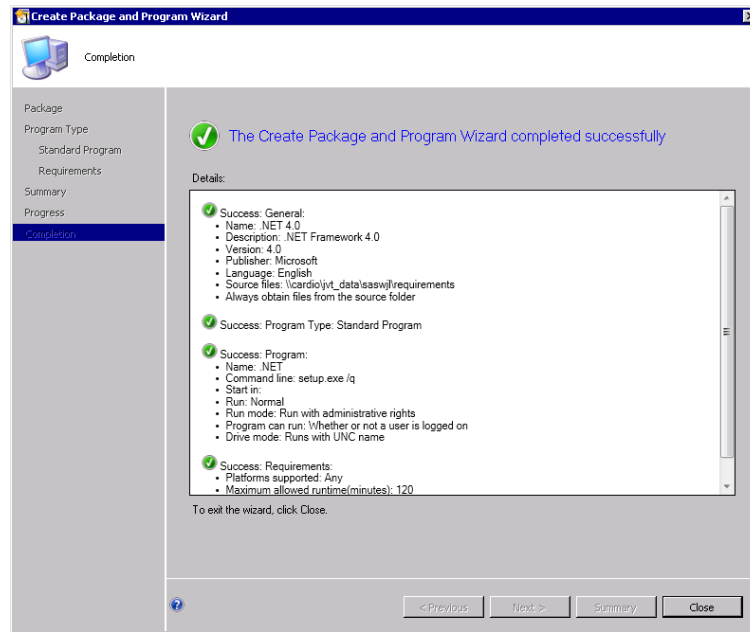 Create Package and Program Wizard
Completion
Package
Program Type
Standard Program
Requirements
Summary
Progress
Completion
The Create Package and Program Wizard completed successfully
Details:
Success: General:
• Name: .NET 4.0
• Description: .NET Framework 4.0
• Version: 4.0
• Publisher: Microsoft
• Language: English
• Source files: \\cardio\jvt_data\saswjl\requirements
• Always obtain files from the source folder
Success: Program Type: Standard Program
Success: Program:
• Name: .NET
• Command line: setup.exe /q
• Start in:
• Run: Normal
• Run mode: Run with administrative rights
• Program can run: Whether or not a user is logged on
• Drive mode: Runs with UNC name
Success: Requirements:
• Platforms supported: Any
• Maximum allowed runtime(minutes): 120
To exit the wizard, click Close.
< Previous
Next >
Summary
Close